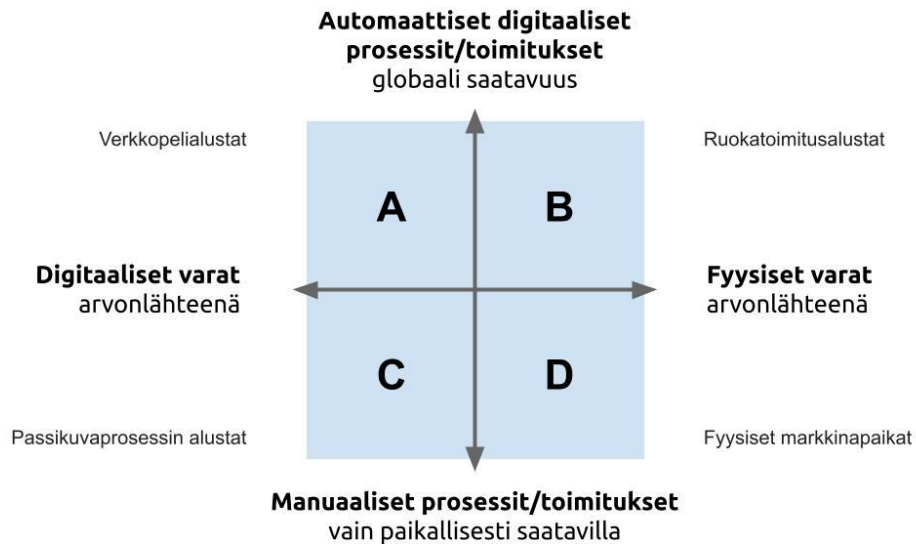 Automaattiset digitaaliset
prosessit/toimitukset
globaali saatavuus
Verkkopelialustat
Ruokatoimitusalustat
A
B
Digitaaliset varat
arvonlähteenä
Fyysiset varat
arvonlähteenä
C
D
Passikuvaprosessin alustat
Fyysiset markkinapaikat
Manuaaliset prosessit/toimitukset
vain paikallisesti saatavilla